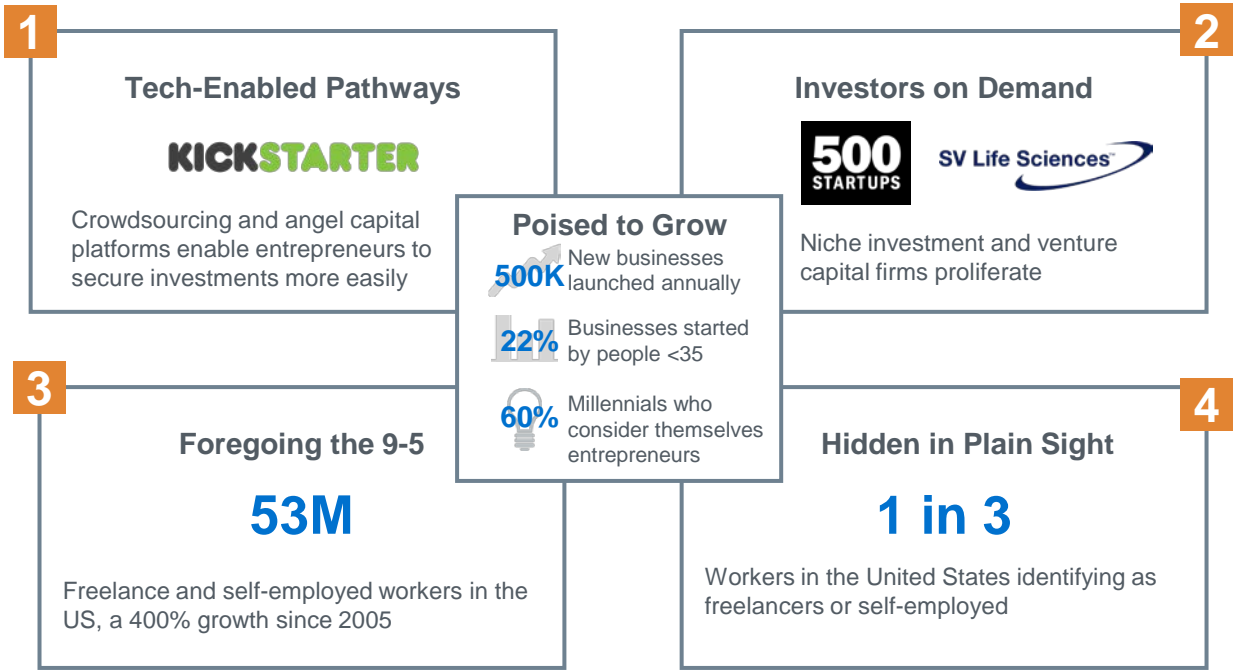 1
Tech-Enabled Pathways
KICKSTARTER
Crowdsourcing and angel capital
platforms enable entrepreneurs to
secure investments more easily
2
Investors on Demand
500
STARTUPS
SV Life Sciences™
Niche investment and venture
capital firms proliferate
Poised to Grow
500K New businesses
launched annually
22% Businesses started
by people <35
60% Millennials who
consider themselves
entrepreneurs
3
Foregoing the 9-5
53M
Freelance and self-employed workers in the
US, a 400% growth since 2005
4
Hidden in Plain Sight
1 in 3
Workers in the United States identifying as
freelancers or self-employed